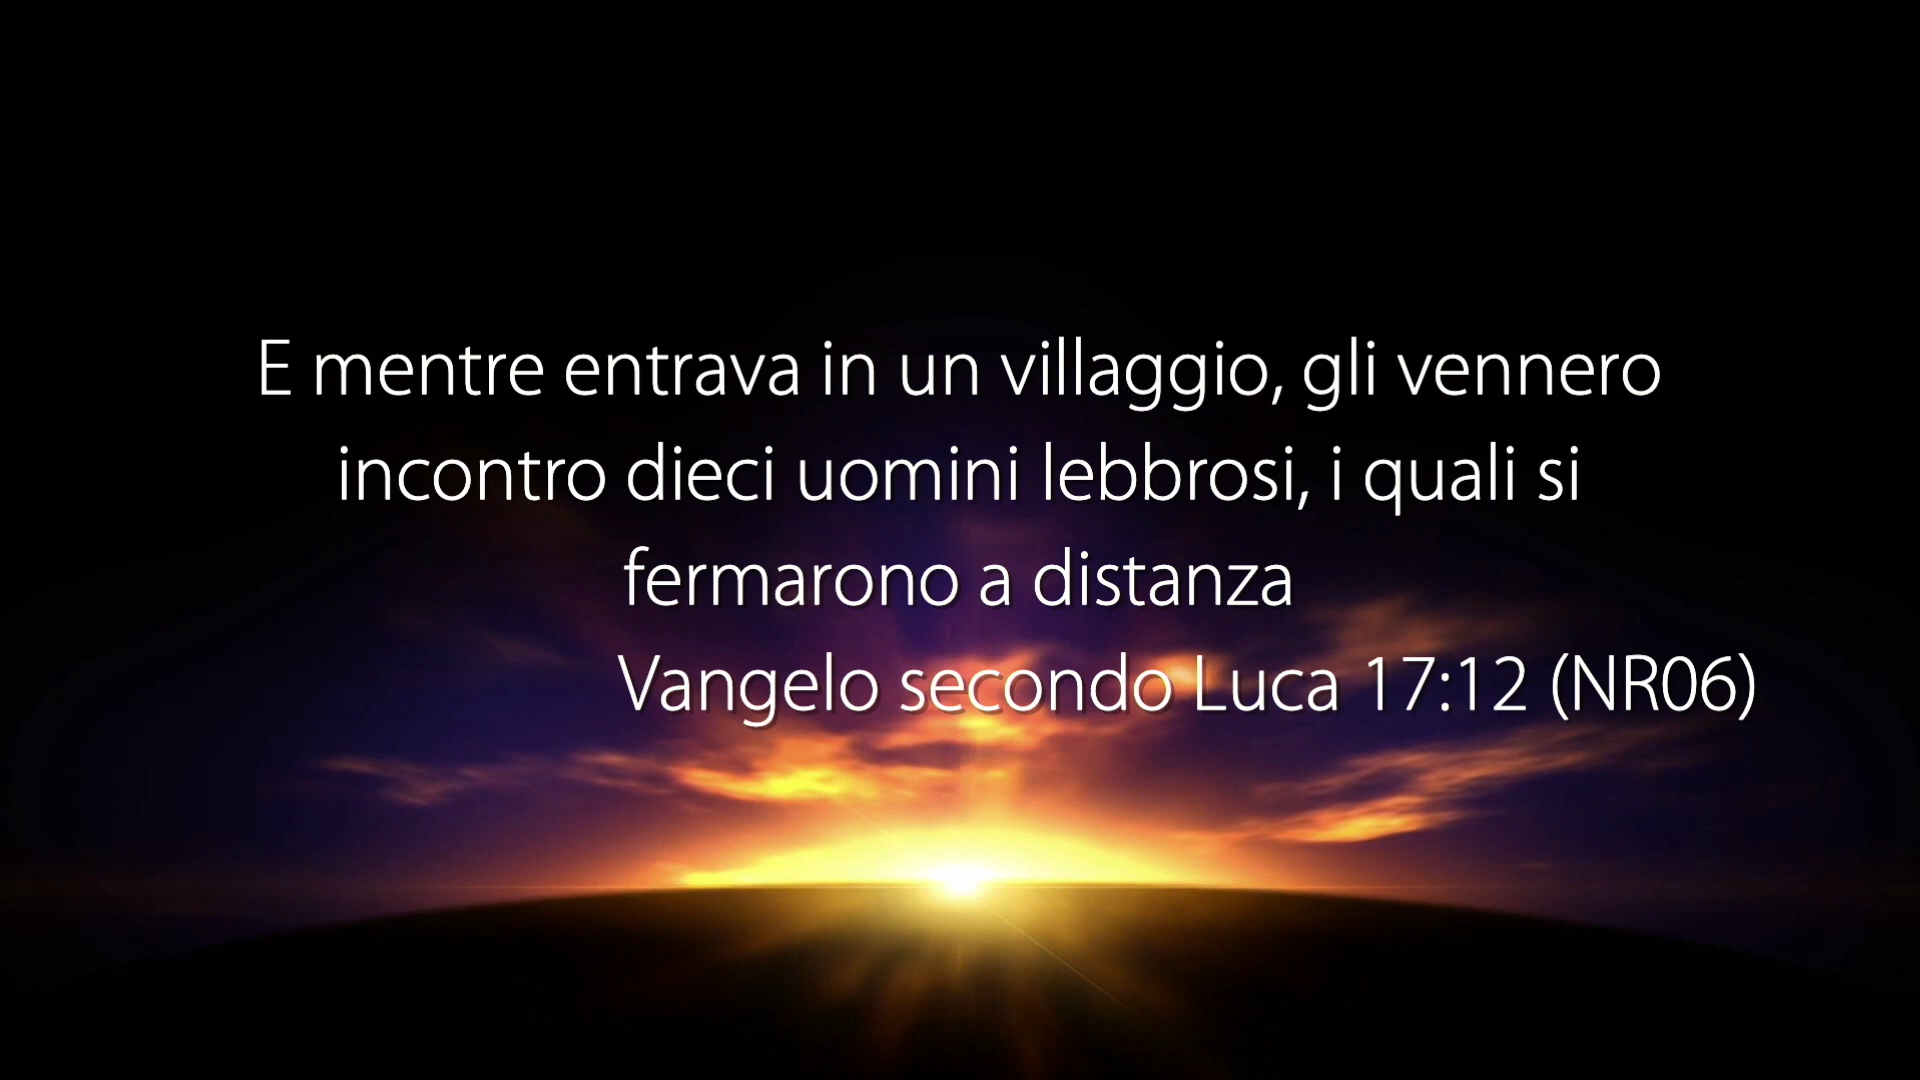 E mentre entrava in un villaggio, gli vennero
incontro dieci uomini lebbrosi, i quali si
fermarono a distanza
Vangelo secondo Luca 17:12 (NR06)